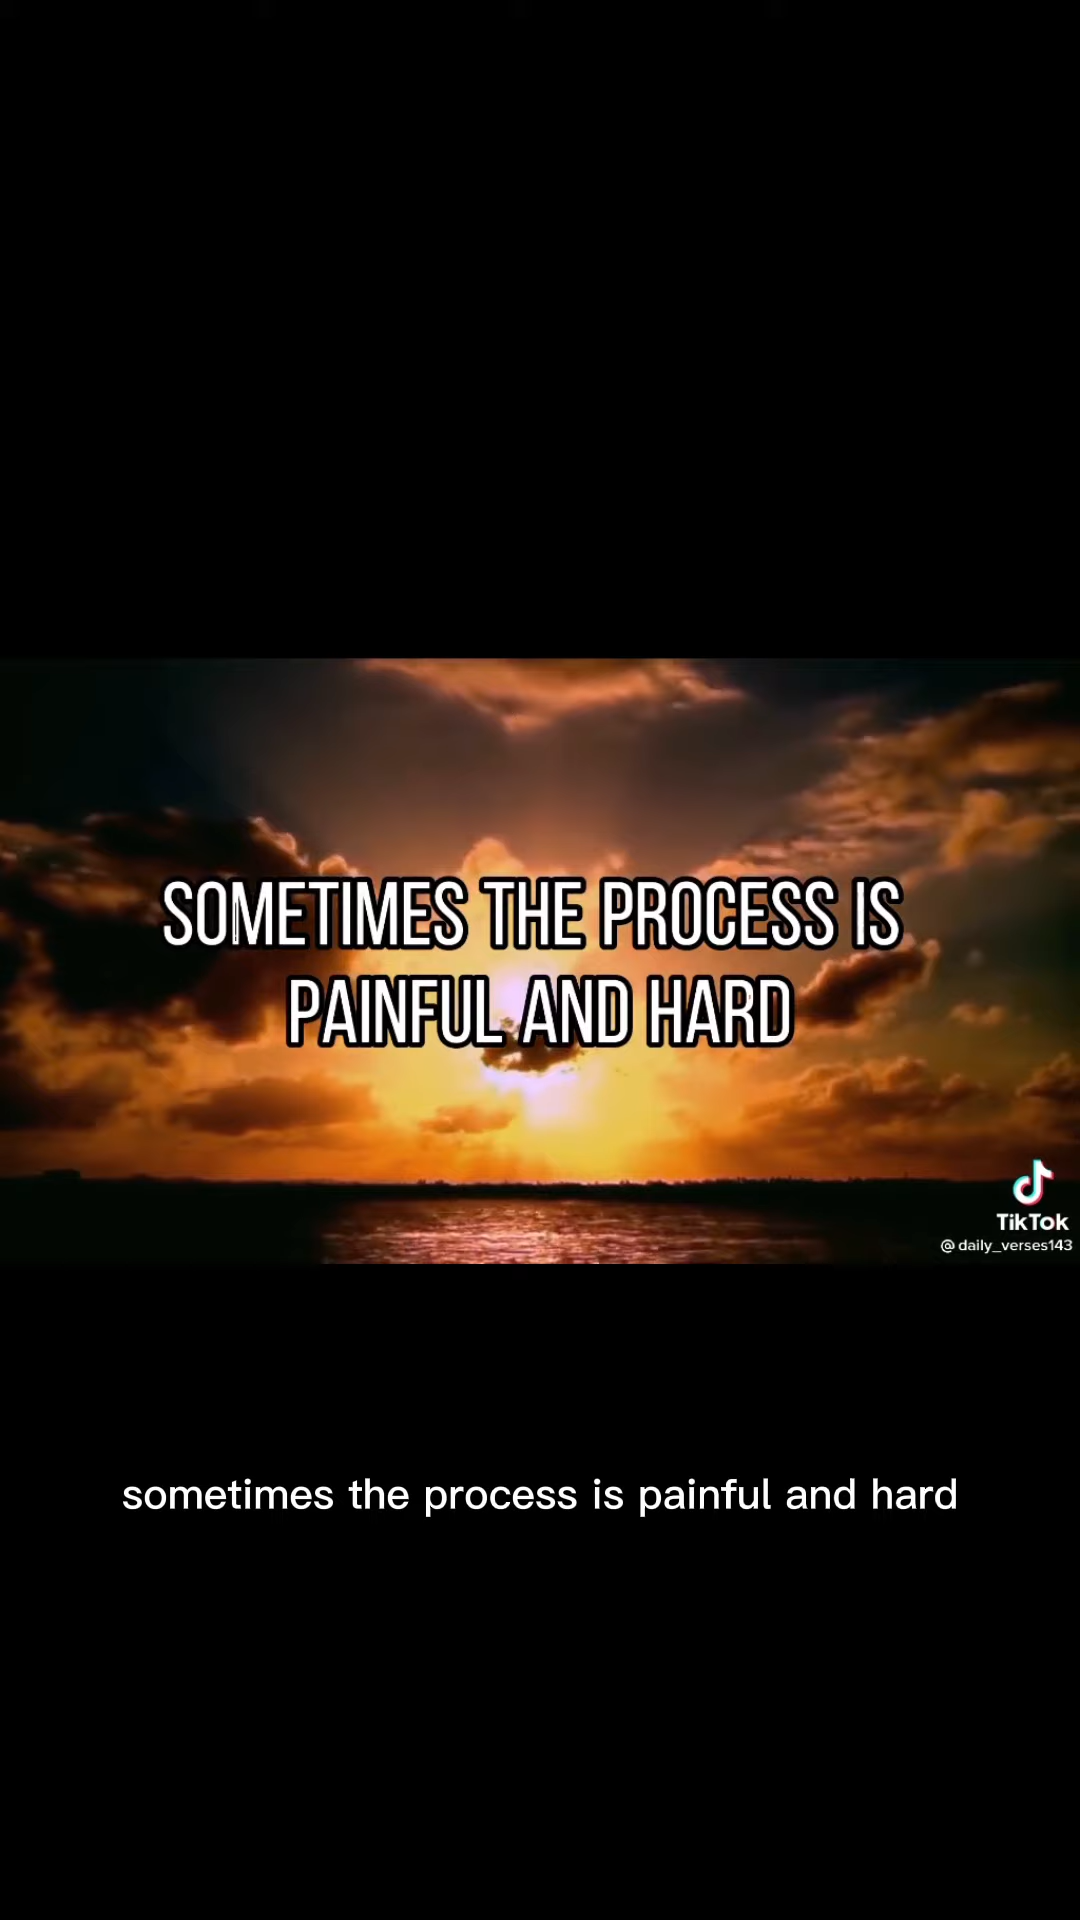 SOMETIMES THE PROCESS IS
PAINFUL AND HARD
TikTok
@daily_verses143
sometimes the process is painful and hard